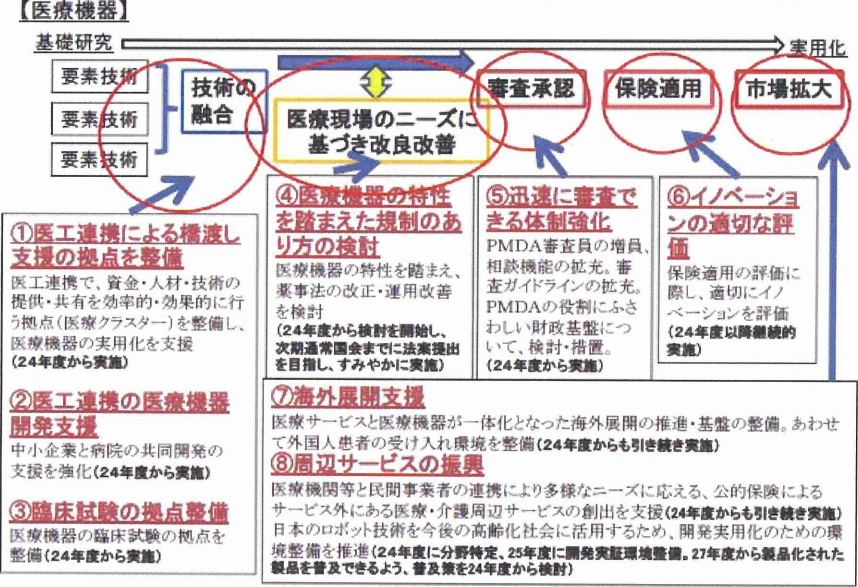 【医療機器】
基礎研究
実用化
要素技術
要素技術
要素技術
技術の
融合
医療現場のニーズに
基づき改良改善
審査承認
保険適用
市場拡大
①医工連携による橋渡し
支援の拠点を整備
医工連携で、資金・人材・技術の
提供・共有を効率的・効果的に行
う拠点(医療クラスター)を整備し、
医療機器の実用化を支援
(24年度から実施)
②医工連携の医療機器
開発支援
中小企業と病院の共同開発の
支援を強化(24年度から実施)
③臨床試験の拠点整備
医療機器の臨床試験の拠点を
整備(24年度から実施)
④医療機器の特性
を踏まえた規制のあ
り方の検討
医療機器の特性を踏まえ、
薬事法の改正・運用改善
を検討
(24年度から検討を開始し、
次期通常国会までに法案提出
を目指し、すみやかに実施)
⑤迅速に審査で
きる体制強化
PMDA審査員の増員、
相談機能の拡充。審
査ガイドラインの拡充。
PMDAの役割にふさ
わしい財政基盤につ
いて、検討・措置。
(24年度から実施)
⑥イノベーショ
ンの適切な評
価
保険適用の評価に
際し、適切にイノ
ベーションを評価
(24年度以降継続的
実施)
⑦海外展開支援
医療サービスと医療機器が一体化となった海外展開の推進・基盤の整備。あわせ
て外国人患者の受け入れ環境を整備(24年度からも引き続き実施)
⑧周辺サービスの振興
医療機関等と民間事業者の連携により多様なニーズに応える、公的保険による
サービス外にある医療・介護周辺サービスの創出を支援(24年度からも引き続き実施)
日本のロボット技術を今後の高齢化社会に活用するため、開発実用化のための環
境整備を推進(24年度に分野特定、25年度に開発実証環境整備。27年度から製品化された
製品を普及できるよう、普及策を24年度から検討)